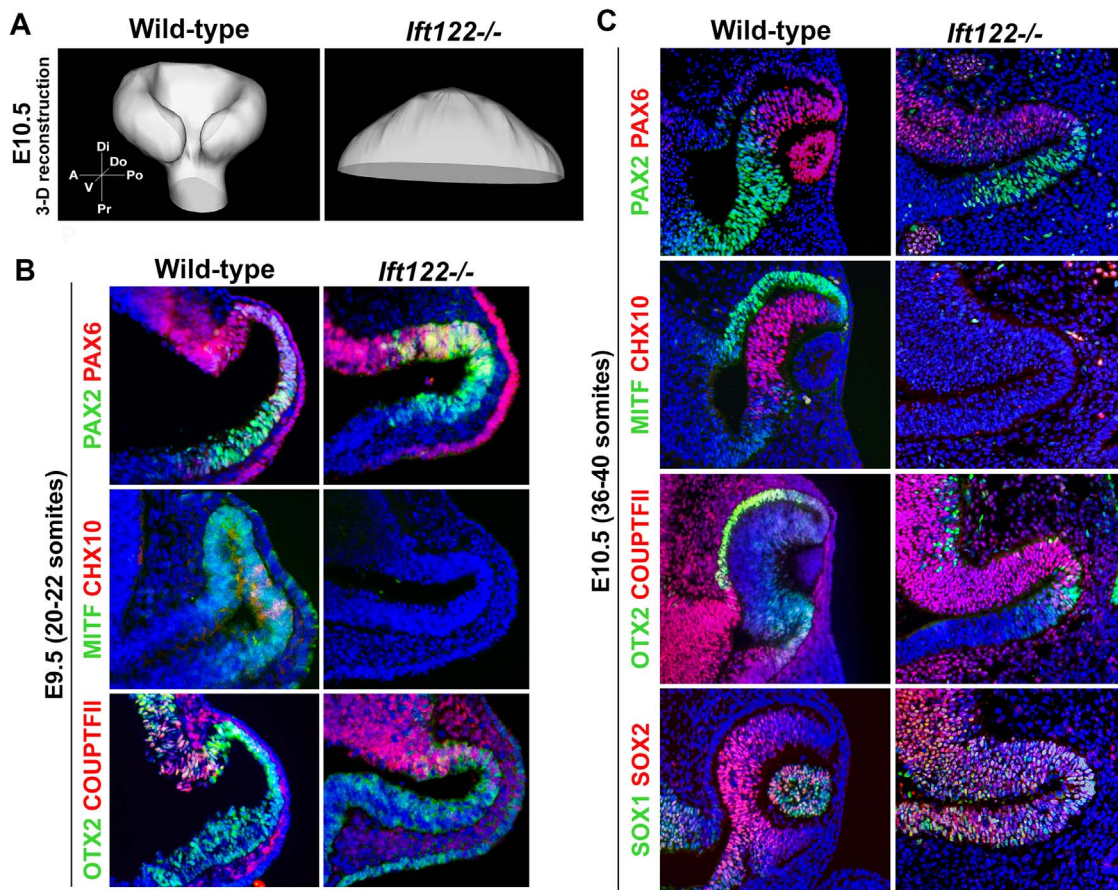 A
Wild-type
Ift122-/-
E10.5
3-D reconstruction
Di
Do
A
Po
V
Pr
B
Wild-type
Ift122-/-
E9.5 (20-22 somites)
PAX2 PAX6
MITF CHX10
OTX2 COUPTFII
C
Wild-type
Ift122-/-
E10.5 (36-40 somites)
PAX2 PAX6
MITF CHX10
OTX2 COUPTFII
SOX1 SOX2